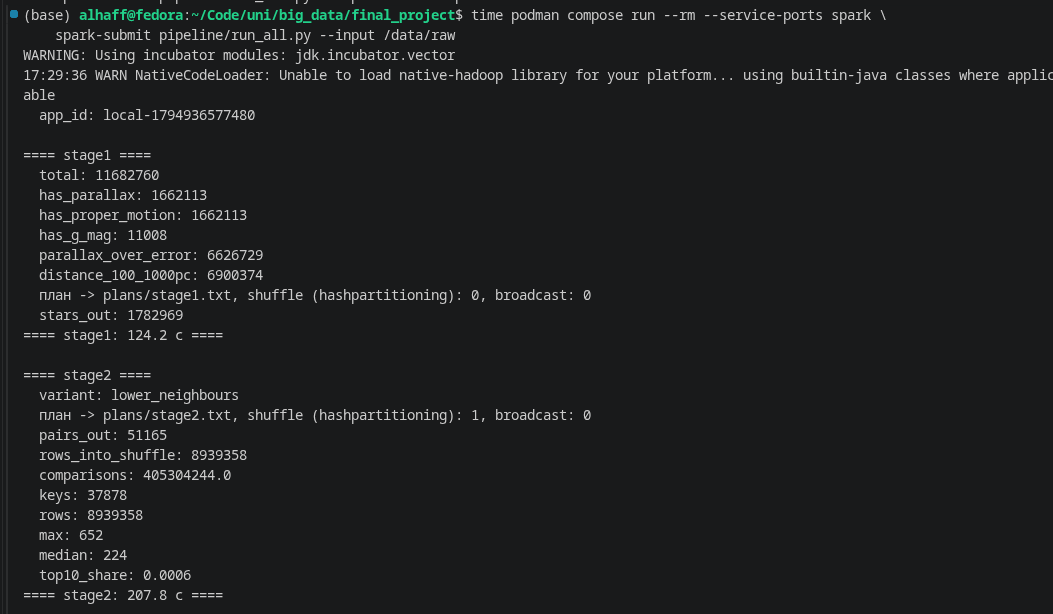 (base) alhaff@fedora:~/Code/uni/big_data/final_project$ time podman compose run --rm --service-ports spark \
    spark-submit pipeline/run_all.py --input /data/raw
WARNING: Using incubator modules: jdk.incubator.vector
17:29:36 WARN NativeCodeLoader: Unable to load native-hadoop library for your platform... using builtin-java classes where applic
able
  app_id: local-1794936577480

==== stage1 ====
  total: 11682760
  has_parallax: 1662113
  has_proper_motion: 1662113
  has_g_mag: 11008
  parallax_over_error: 6626729
  distance_100_1000pc: 6900374
  план -> plans/stage1.txt, shuffle (hashpartitioning): 0, broadcast: 0
  stars_out: 1782969
==== stage1: 124.2 с ====

==== stage2 ====
  variant: lower_neighbours
  план -> plans/stage2.txt, shuffle (hashpartitioning): 1, broadcast: 0
  pairs_out: 51165
  rows_into_shuffle: 8939358
  comparisons: 405304244.0
  keys: 37878
  rows: 8939358
  max: 652
  median: 224
  top10_share: 0.0006
==== stage2: 207.8 с ====